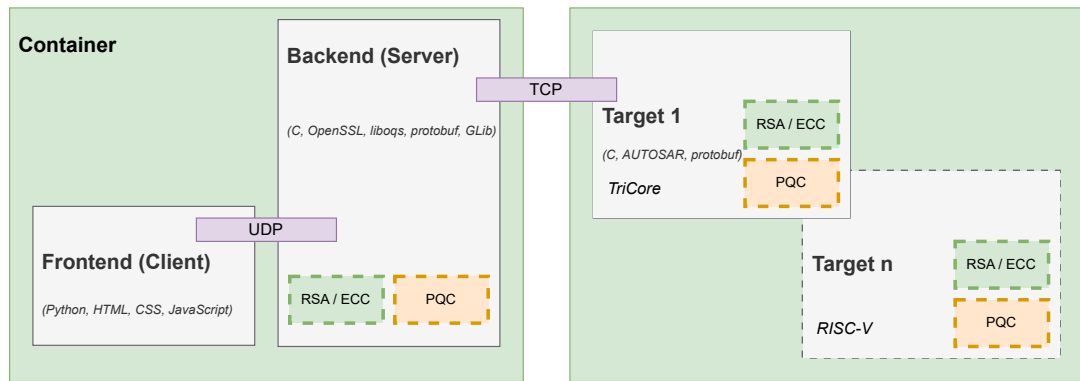 Container
Backend (Server)
(C, OpenSSL, liboqs, protobuf, GLib)
UDP
Frontend (Client)
(Python, HTML, CSS, JavaScript)
RSA / ECC
PQC
TCP
Target 1
(C, AUTOSAR, protobuf)
TriCore
RSA / ECC
PQC
Target n
RISC-V
RSA / ECC
PQC